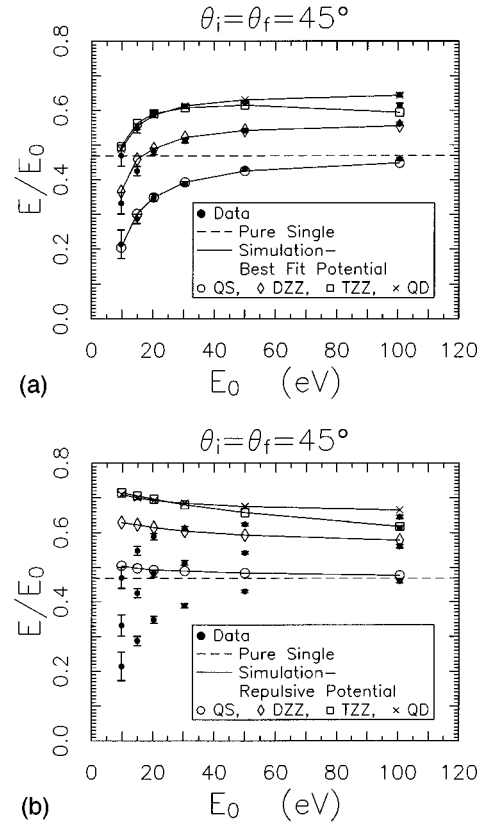 θi=θf=45°
0.8
0.6
0.4
0.2
0.0
E/E0
Data
Pure Single
Simulation—
Best Fit Potential
QS, DZZ, TZZ, × QD
0 20 40 60 80 100 120
E0 (eV)
(a)
θi=θf=45°
0.8
0.6
0.4
0.2
0.0
E/E0
Data
Pure Single
Simulation—
Repulsive Potential
QS, DZZ, TZZ, × QD
0 20 40 60 80 100 120
E0 (eV)
(b)